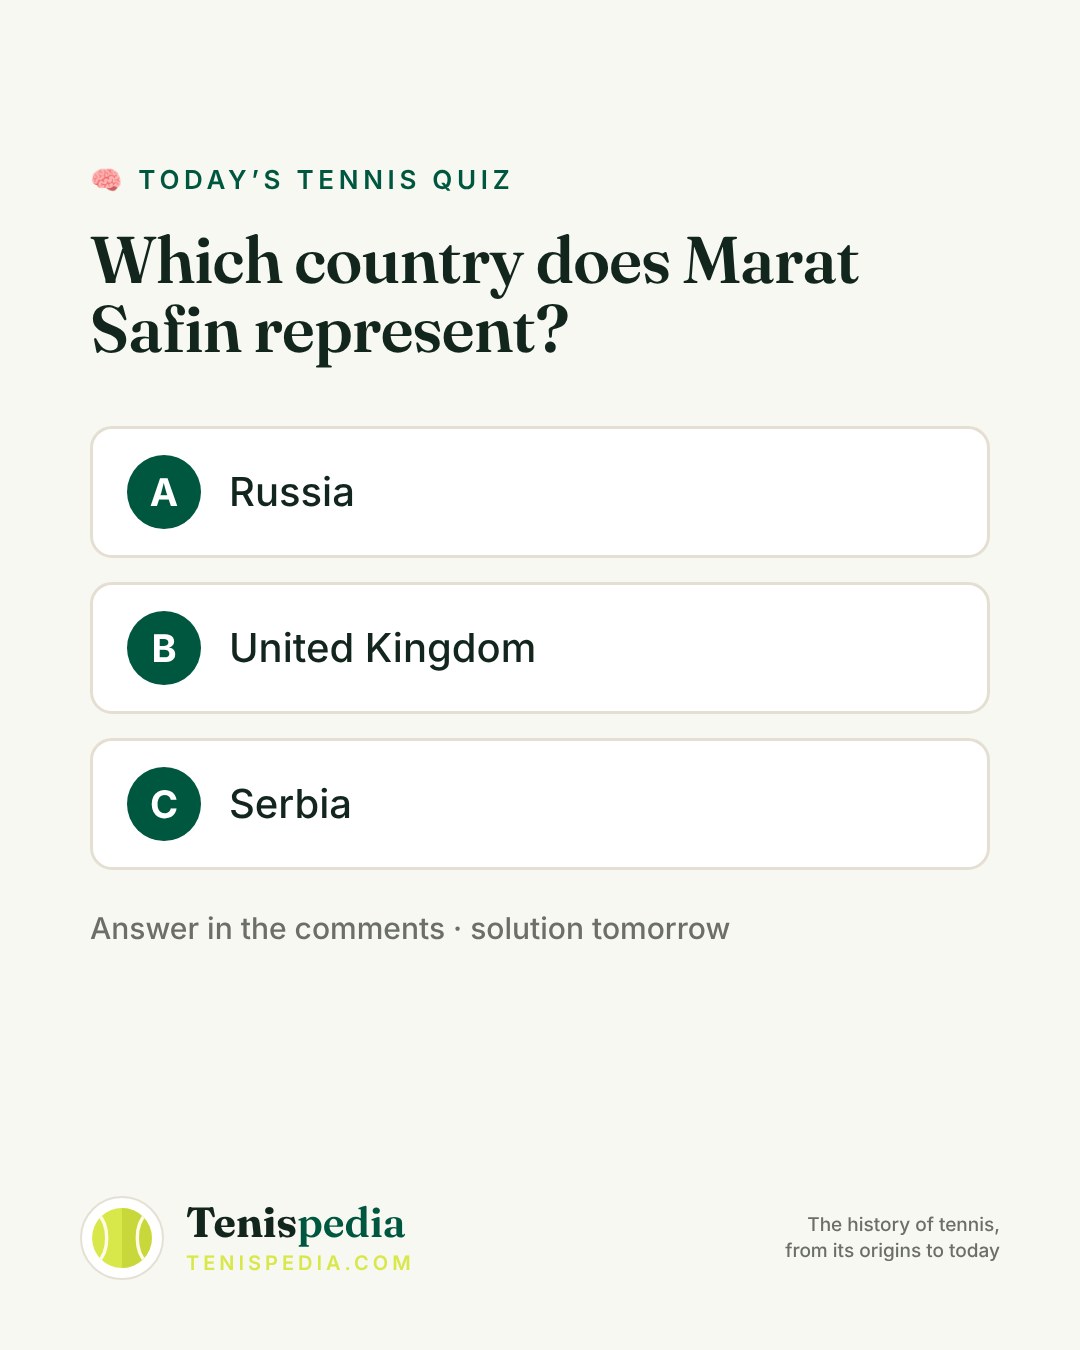 🧠 TODAY’S TENNIS QUIZ
Which country does Marat
Safin represent?
A Russia
B United Kingdom
C Serbia
Answer in the comments · solution tomorrow
Tenispedia
TENISPEDIA.COM
The history of tennis,
from its origins to today